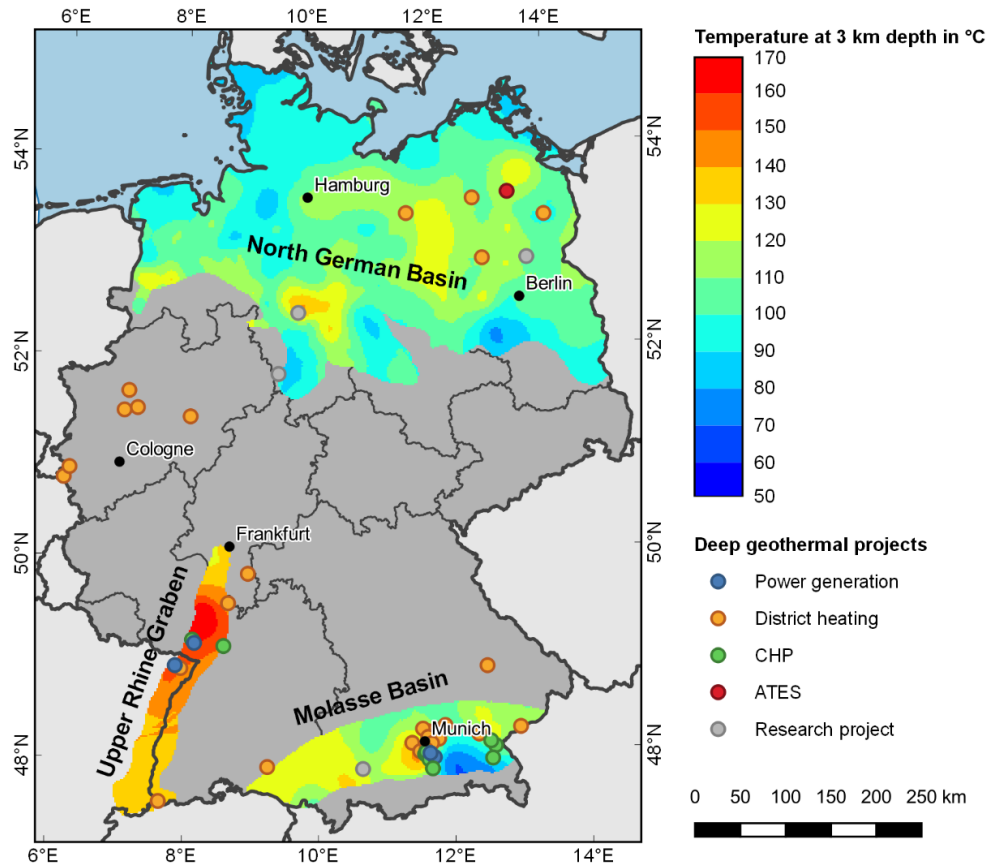 6°E 8°E 10°E 12°E 14°E
Temperature at 3 km depth in °C
170
160
150
140
130
120
110
100
90
80
70
60
50
54°N 54°N
Hamburg
North German Basin
Berlin
52°N 52°N
Cologne
Frankfurt
50°N 50°N
Upper Rhine Graben
Molasse Basin
Munich
48°N 48°N
6°E 8°E 10°E 12°E 14°E
Deep geothermal projects
Power generation
District heating
CHP
ATES
Research project
0 50 100 150 200 250 km